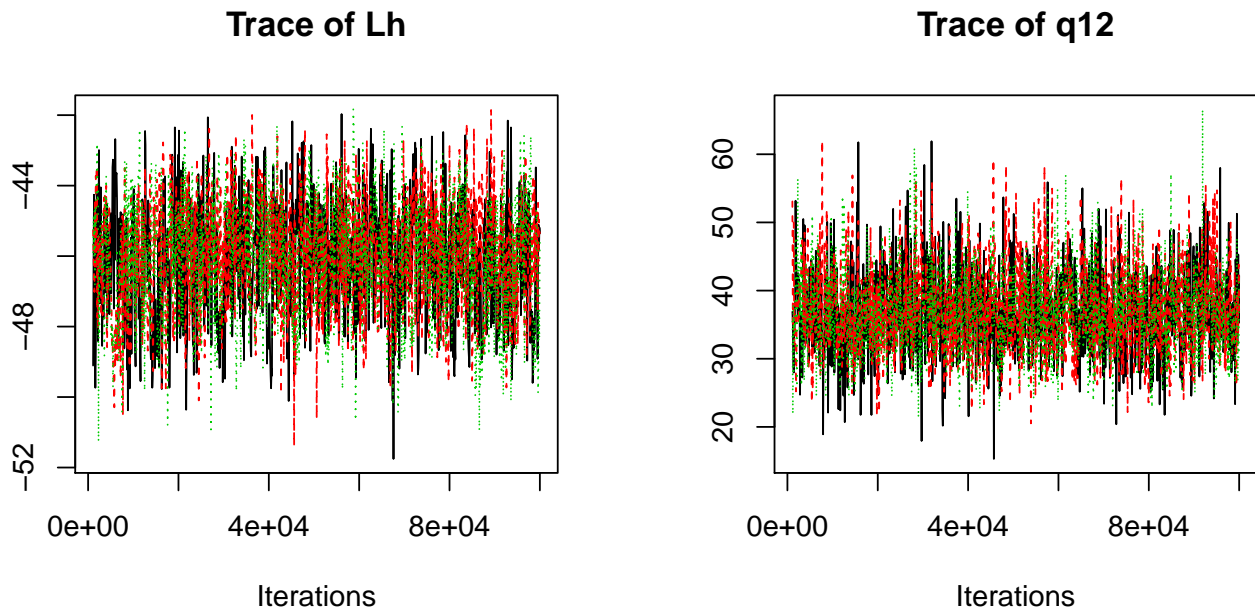 Trace of Lh
−44
−48
−52
0e+00 4e+04 8e+04
Iterations
Trace of q12
60
50
40
30
20
0e+00 4e+04 8e+04
Iterations